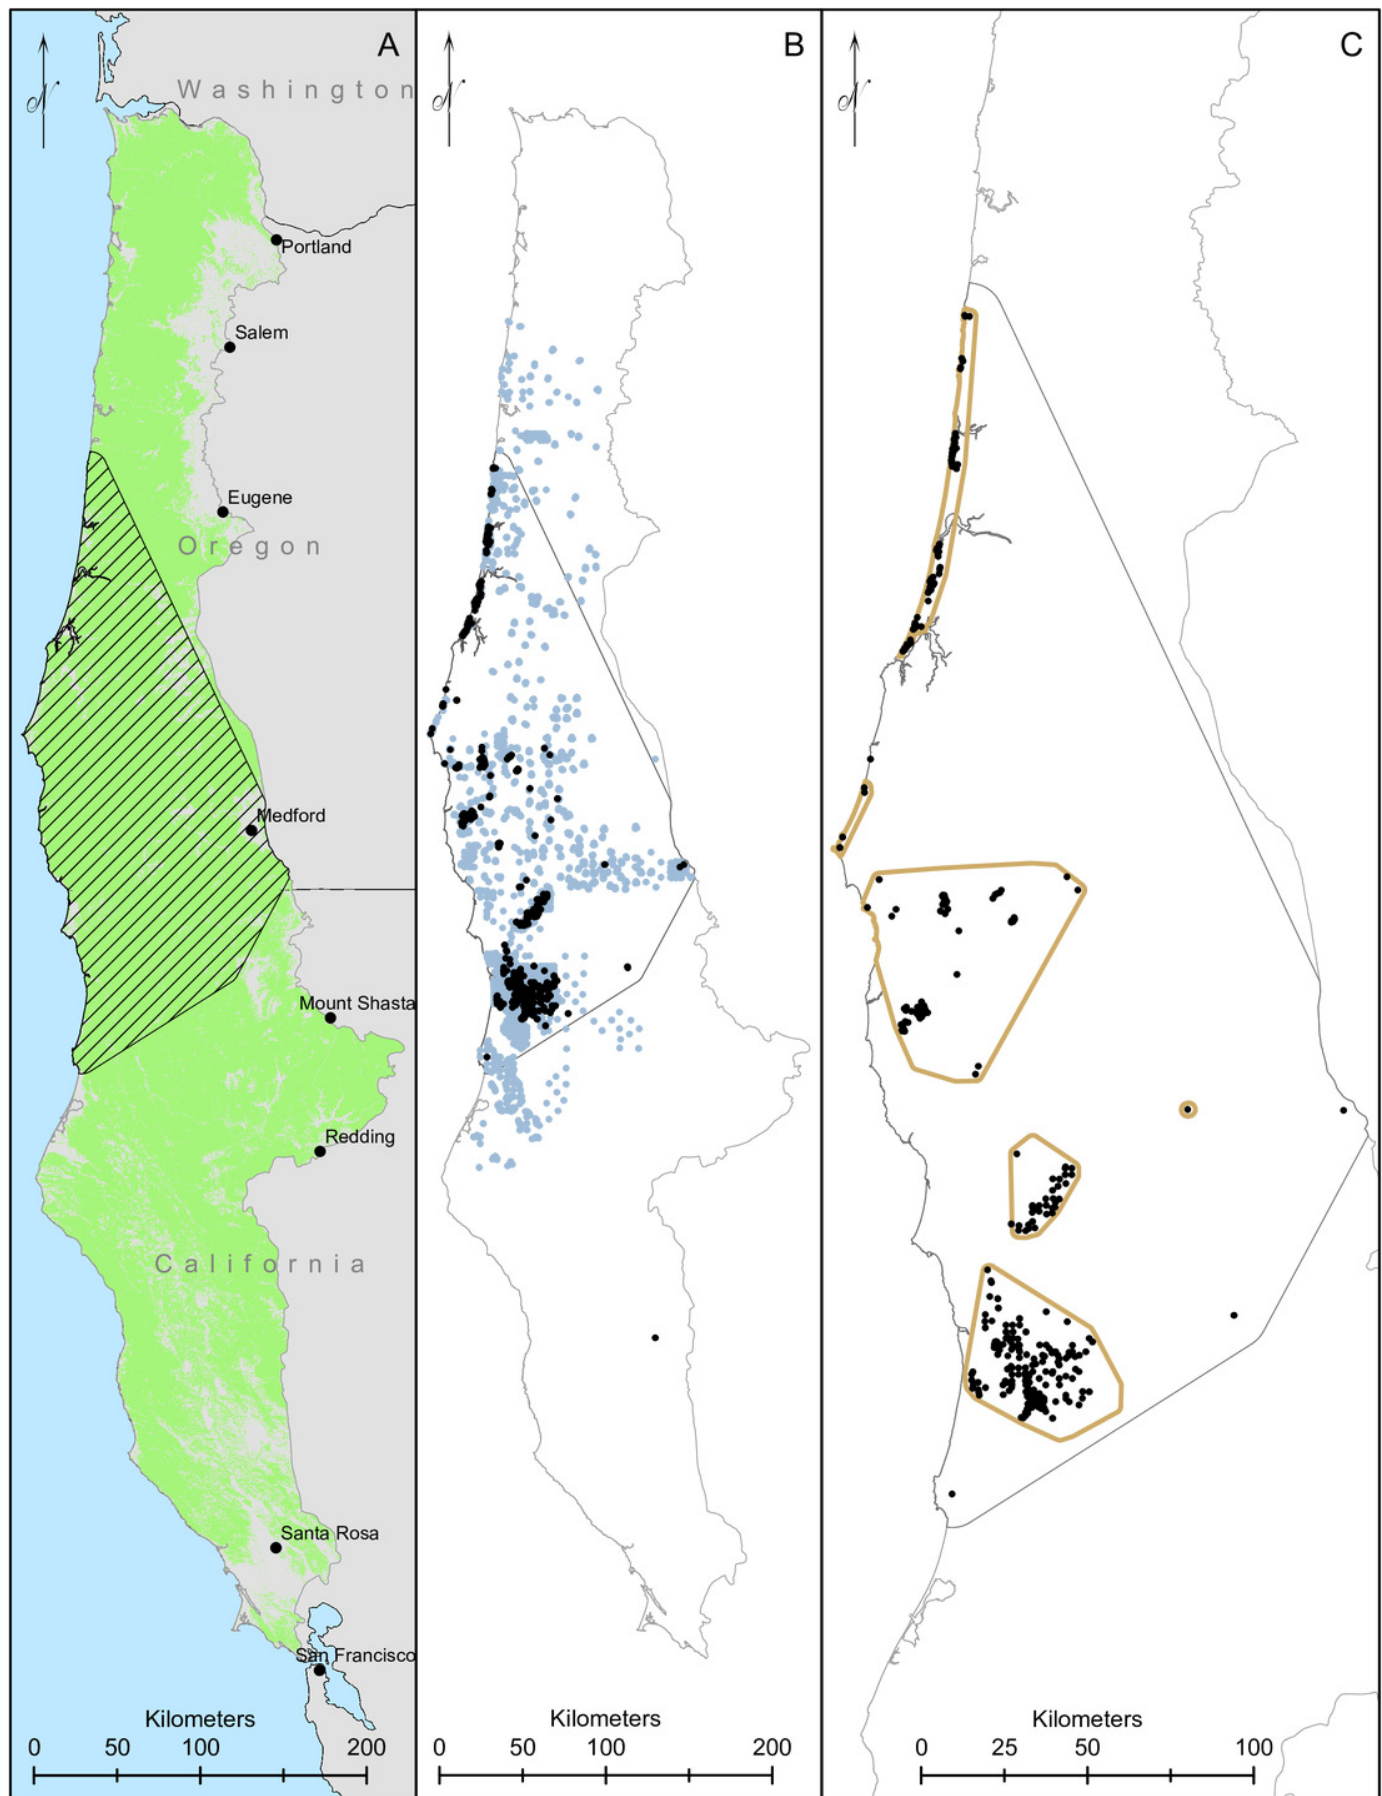 A
B
C
N
N
N
Washington
Portland
Salem
Eugene
Oregon
Medford
Mount Shasta
Redding
California
Santa Rosa
San Francisco
Kilometers
0 50 100 200
Kilometers
0 50 100 200
Kilometers
0 25 50 100